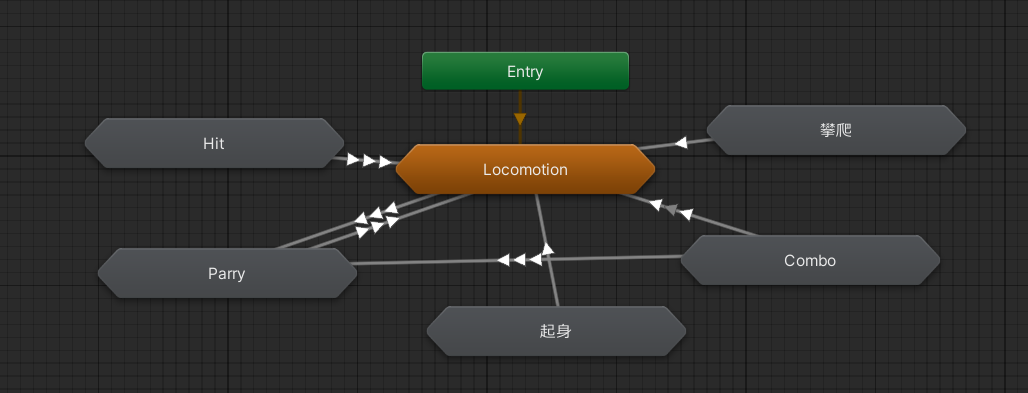 Entry
Hit
攀爬
Locomotion
Parry
Combo
起身